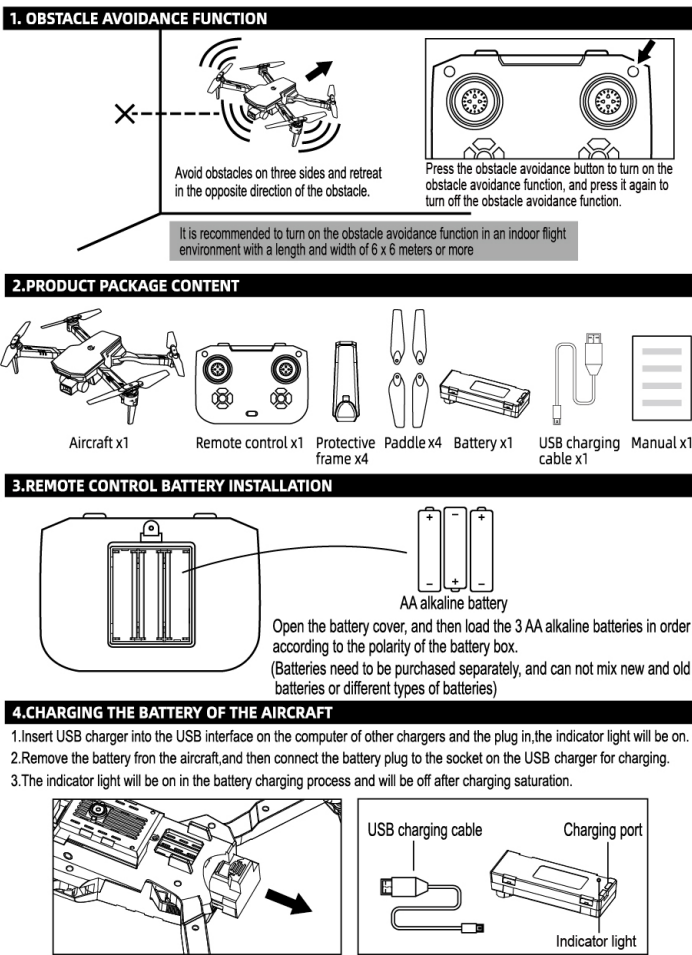 1. OBSTACLE AVOIDANCE FUNCTION
Avoid obstacles on three sides and retreat
in the opposite direction of the obstacle.
Press the obstacle avoidance button to turn on the
obstacle avoidance function, and press it again to
turn off the obstacle avoidance function.
It is recommended to turn on the obstacle avoidance function in an indoor flight
environment with a length and width of 6 x 6 meters or more
2.PRODUCT PACKAGE CONTENT
Aircraft x1
Remote control x1
Protective
frame x4
Paddle x4
Battery x1
USB charging
cable x1
Manual x1
3.REMOTE CONTROL BATTERY INSTALLATION
+ − +
− + −
AA alkaline battery
Open the battery cover, and then load the 3 AA alkaline batteries in order
according to the polarity of the battery box.
(Batteries need to be purchased separately, and can not mix new and old
batteries or different types of batteries)
4.CHARGING THE BATTERY OF THE AIRCRAFT
1.Insert USB charger into the USB interface on the computer of other chargers and the plug in,the indicator light will be on.
2.Remove the battery fron the aircraft,and then connect the battery plug to the socket on the USB charger for charging.
3.The indicator light will be on in the battery charging process and will be off after charging saturation.
USB charging cable
Charging port
Indicator light